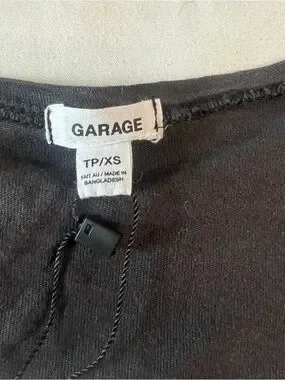 GARAGE
TP/XS
FAIT AU / MADE IN
BANGLADESH